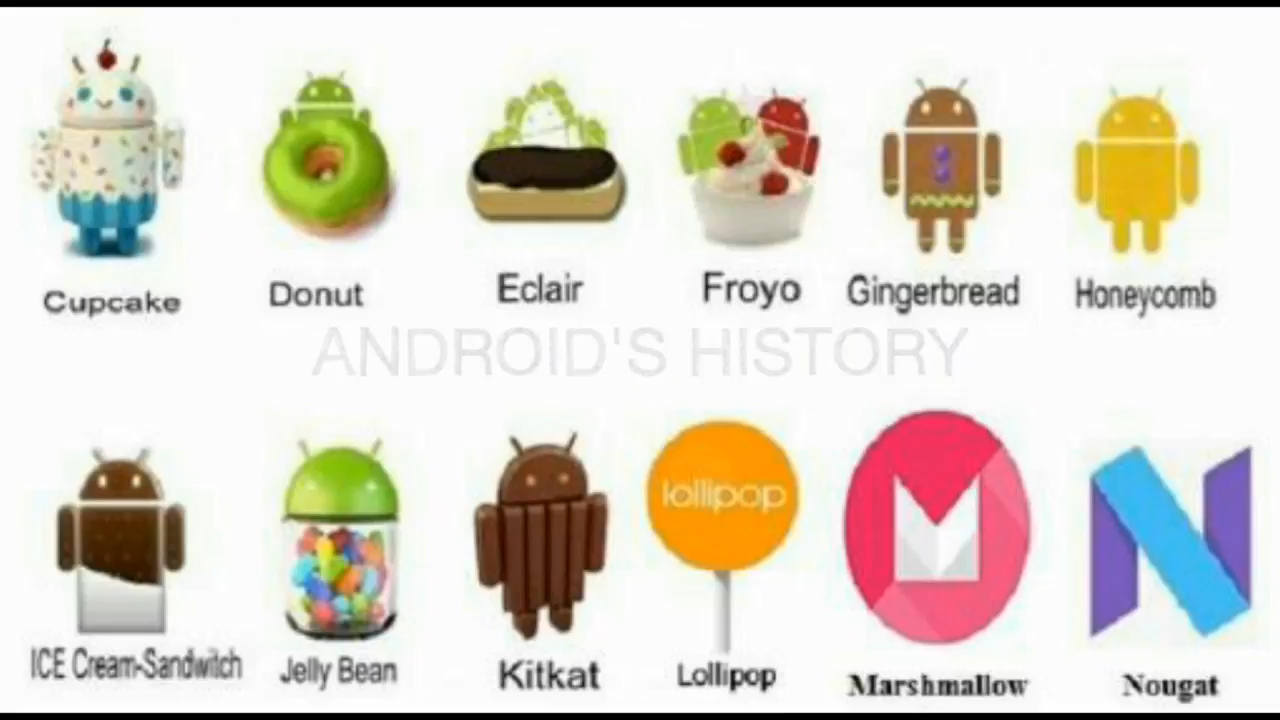 Cupcake
Donut
Eclair
Froyo
Gingerbread
Honeycomb
ANDROID'S HISTORY
lollipop
ICE Cream-Sandwitch
Jelly Bean
Kitkat
Lollipop
Marshmallow
Nougat